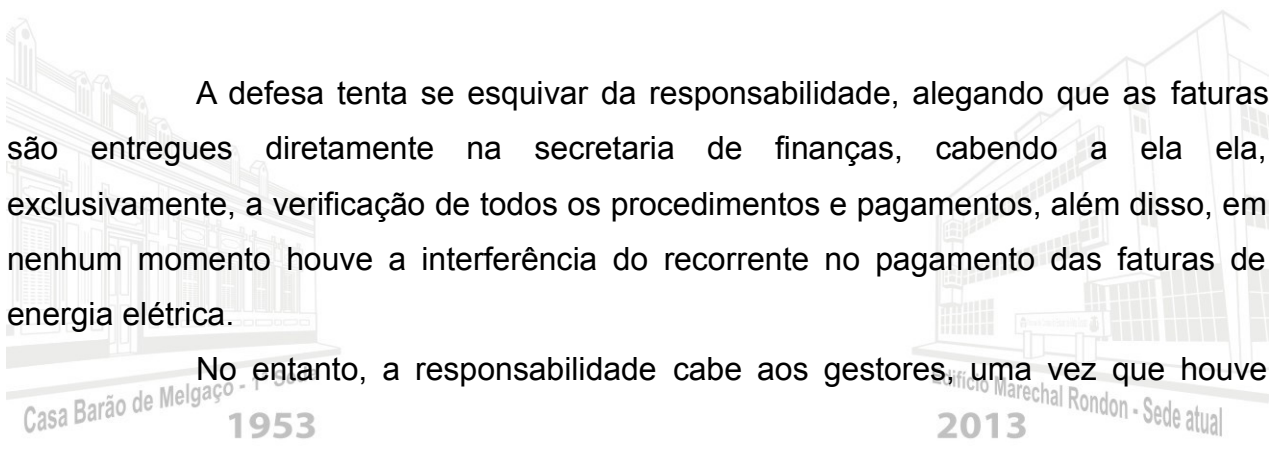 A defesa tenta se esquivar da responsabilidade, alegando que as faturas
são entregues diretamente na secretaria de finanças, cabendo a ela ela,
exclusivamente, a verificação de todos os procedimentos e pagamentos, além disso, em
nenhum momento houve a interferência do recorrente no pagamento das faturas de
energia elétrica.
No entanto, a responsabilidade cabe aos gestores, uma vez que houve
Casa Barão de Melgaço - 1ª Sede
1953
Edifício Marechal Rondon - Sede atual
2013